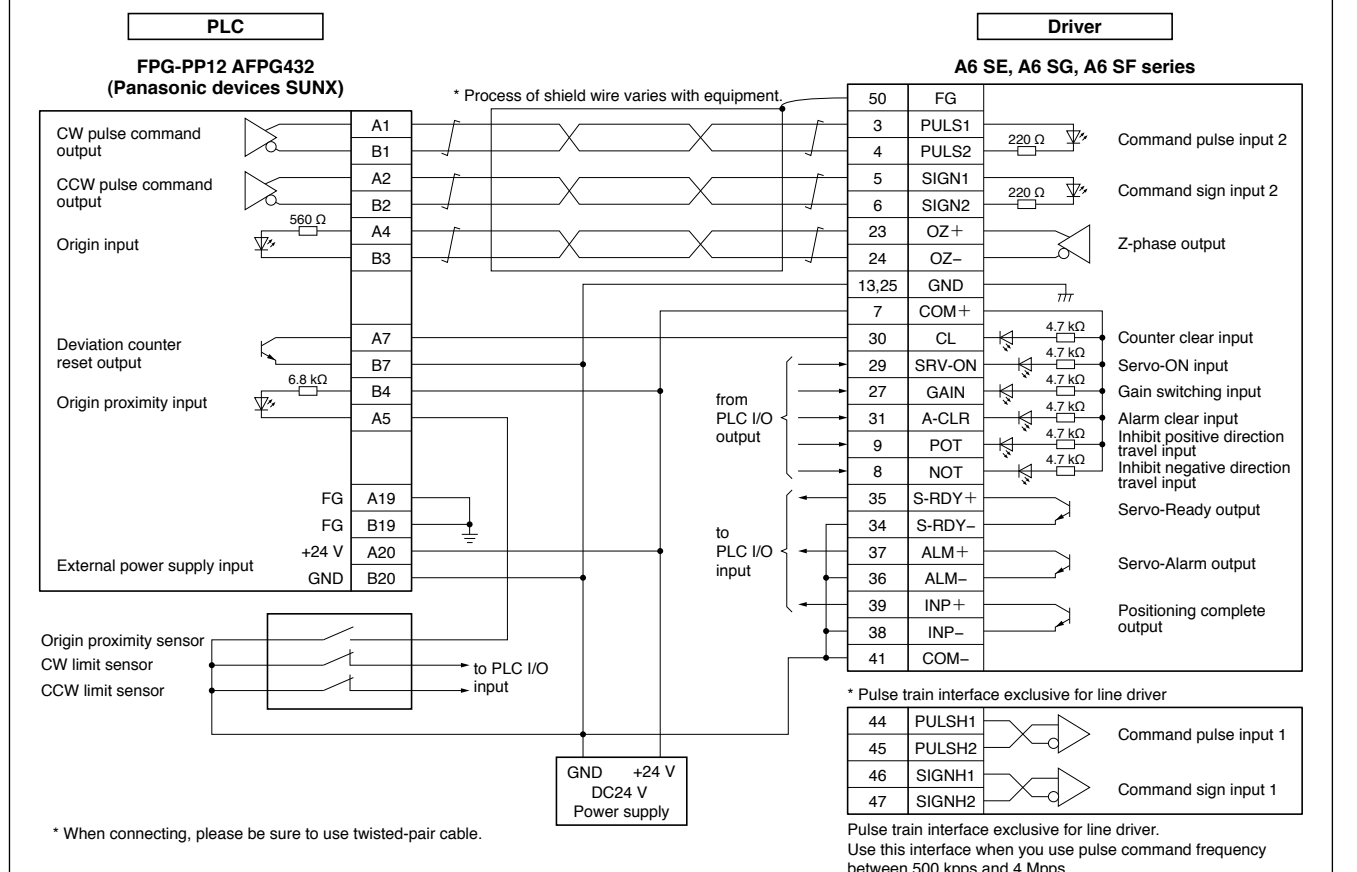 PLC
Driver
FPG-PP12 AFPG432
(Panasonic devices SUNX)
A6 SE, A6 SG, A6 SF series
* Process of shield wire varies with equipment.
CW pulse command
output
A1
B1
CCW pulse command
output
A2
B2
Origin input
560 Ω
A4
B3
Deviation counter
reset output
A7
B7
Origin proximity input
6.8 kΩ
B4
A5
FG A19
FG B19
External power supply input
+24 V A20
GND B20
Origin proximity sensor
CW limit sensor
CCW limit sensor
to PLC I/O
input
GND +24 V
DC24 V
Power supply
* When connecting, please be sure to use twisted-pair cable.
from
PLC I/O
output
to
PLC I/O
input
50 FG
3 PULS1
4 PULS2
220 Ω
Command pulse input 2
5 SIGN1
6 SIGN2
220 Ω
Command sign input 2
23 OZ+
24 OZ−
Z-phase output
13,25 GND
7 COM+
30 CL 4.7 kΩ Counter clear input
29 SRV-ON 4.7 kΩ Servo-ON input
27 GAIN 4.7 kΩ Gain switching input
31 A-CLR 4.7 kΩ Alarm clear input
9 POT 4.7 kΩ Inhibit positive direction
travel input
8 NOT 4.7 kΩ Inhibit negative direction
travel input
35 S-RDY+
34 S-RDY−
Servo-Ready output
37 ALM+
36 ALM−
Servo-Alarm output
39 INP+
38 INP−
Positioning complete
output
41 COM−
* Pulse train interface exclusive for line driver
44 PULSH1
45 PULSH2
Command pulse input 1
46 SIGNH1
47 SIGNH2
Command sign input 1
Pulse train interface exclusive for line driver.
Use this interface when you use pulse command frequency
between 500 kpps and 4 Mpps.